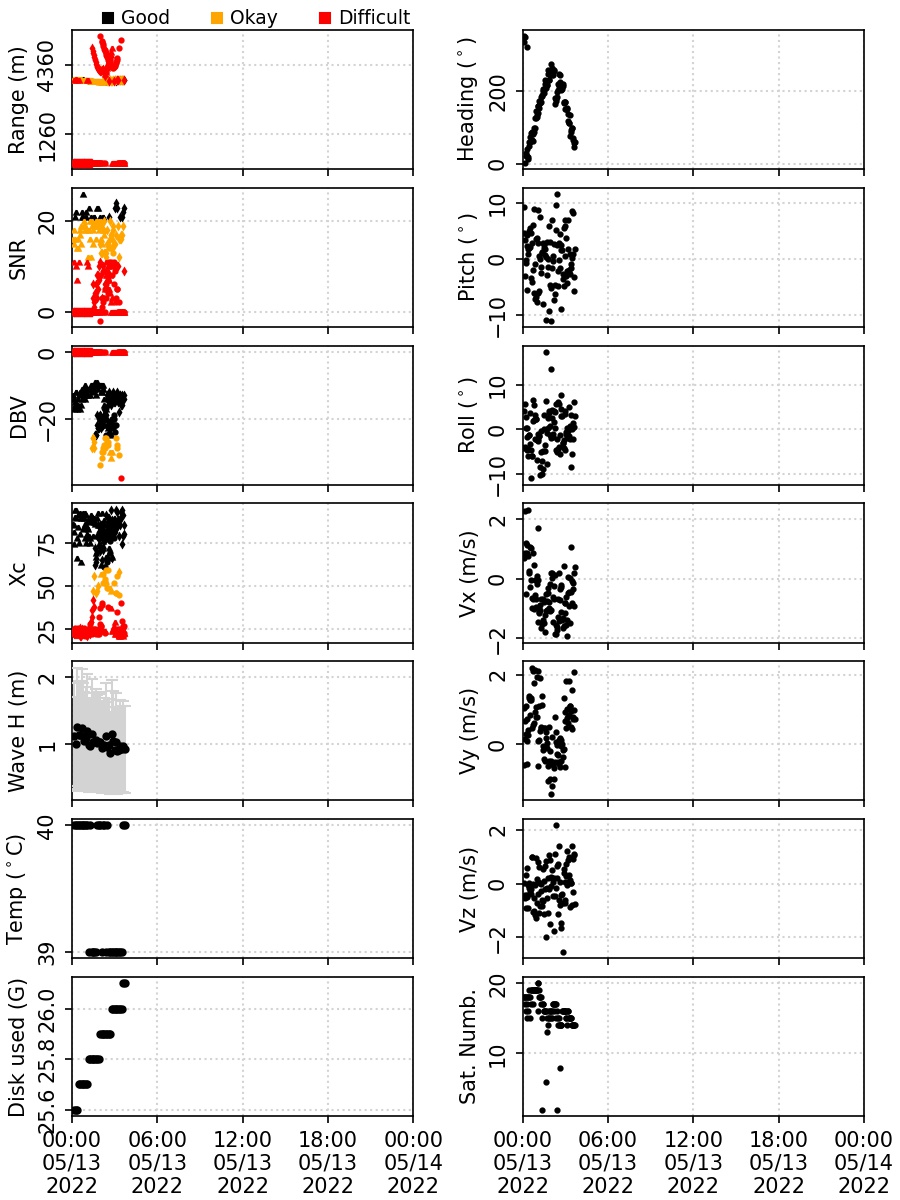 Good Okay Difficult
Range (m)
4360
1260
Heading (°)
200
0
SNR
20
0
Pitch (°)
10
0
−10
DBV
0
−20
Roll (°)
10
0
−10
Xc
75
50
25
Vx (m/s)
2
0
−2
Wave H (m)
2
1
Vy (m/s)
2
0
Temp (°C)
40
39
Vz (m/s)
2
0
−2
Disk used (G)
26.0
25.8
25.6
Sat. Numb.
20
10
00:00 06:00 12:00 18:00 00:00
05/13 05/13 05/13 05/13 05/14
2022 2022 2022 2022 2022
00:00 06:00 12:00 18:00 00:00
05/13 05/13 05/13 05/13 05/14
2022 2022 2022 2022 2022